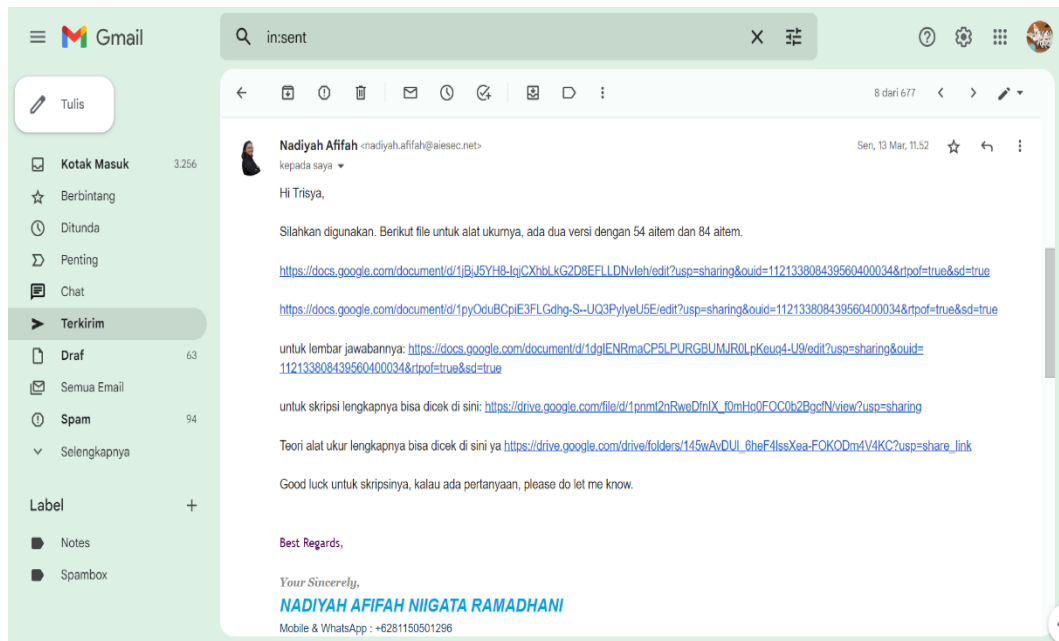 Gmail
in:sent
Tulis
8 dari 677
Kotak Masuk 3.256
Berbintang
Ditunda
Penting
Chat
Terkirim
Draf 63
Semua Email
Spam 94
Selengkapnya
Label
Notes
Spambox
Nadiyah Afifah <nadiyah.afifah@aiesec.net> Sen, 13 Mar, 11.52
kepada saya
Hi Trisya,
Silahkan digunakan. Berikut file untuk alat ukurnya, ada dua versi dengan 54 aitem dan 84 aitem.
https://docs.google.com/document/d/1jBjJ5YH8-IqjCXhbLkG2D8EFLLDNvleh/edit?usp=sharing&ouid=112133808439560400034&rtpof=true&sd=true
https://docs.google.com/document/d/1pyOduBCpiE3FLGdhg-S--UQ3PyIyeU5E/edit?usp=sharing&ouid=112133808439560400034&rtpof=true&sd=true
untuk lembar jawabannya: https://docs.google.com/document/d/1dgIENRmaCP5LPURGBUMJR0LpKeuq4-U9/edit?usp=sharing&ouid=
112133808439560400034&rtpof=true&sd=true
untuk skripsi lengkapnya bisa dicek di sini: https://drive.google.com/file/d/1pnmt2nRweDfnIX_f0mHq0FOC0b2BgcfN/view?usp=sharing
Teori alat ukur lengkapnya bisa dicek di sini ya https://drive.google.com/drive/folders/145wAvDUl_6heF4lssXea-FOKODm4V4KC?usp=share_link
Good luck untuk skripsinya, kalau ada pertanyaan, please do let me know.
Best Regards,
Your Sincerely,
NADIYAH AFIFAH NIIGATA RAMADHANI
Mobile & WhatsApp : +6281150501296